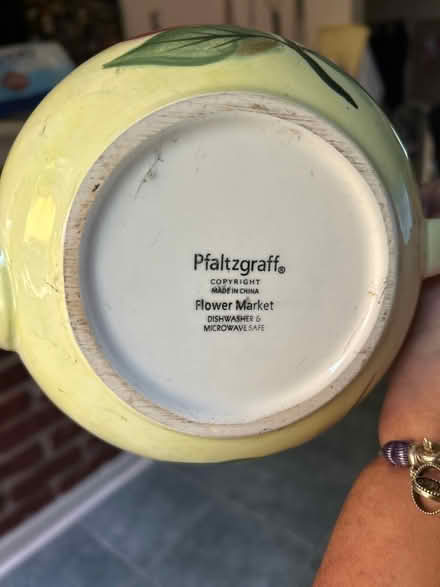 Pfaltzgraff®
COPYRIGHT
MADE IN CHINA
Flower Market
DISHWASHER &
MICROWAVE SAFE